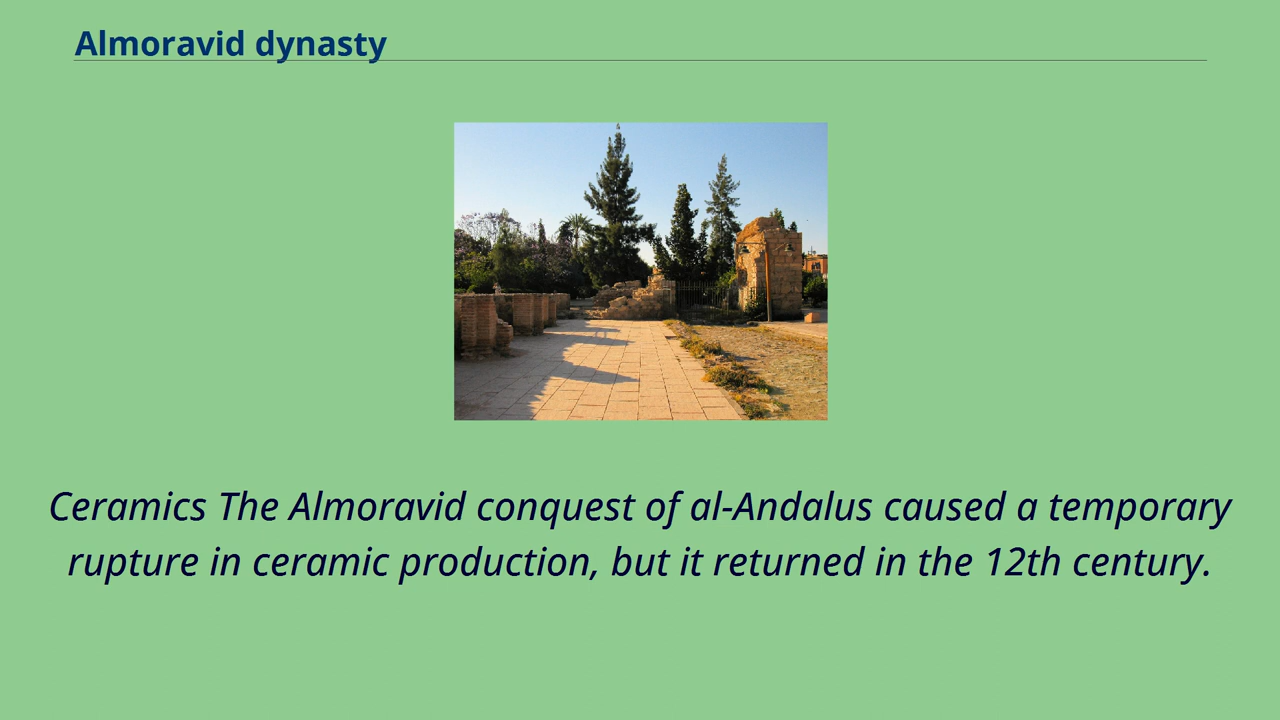 Almoravid dynasty
Ceramics The Almoravid conquest of al-Andalus caused a temporary
rupture in ceramic production, but it returned in the 12th century.